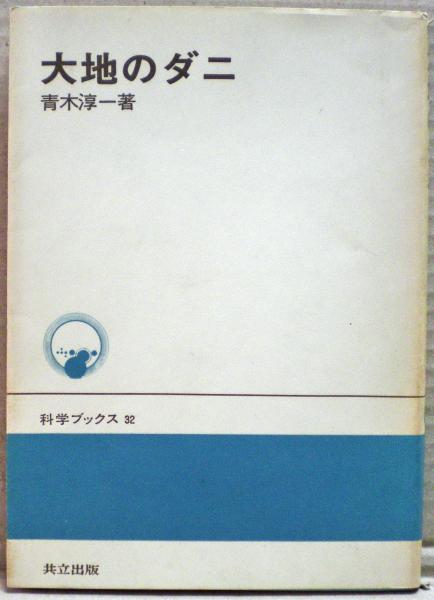 大地のダニ
青木淳一著
科学ブックス 32
共立出版